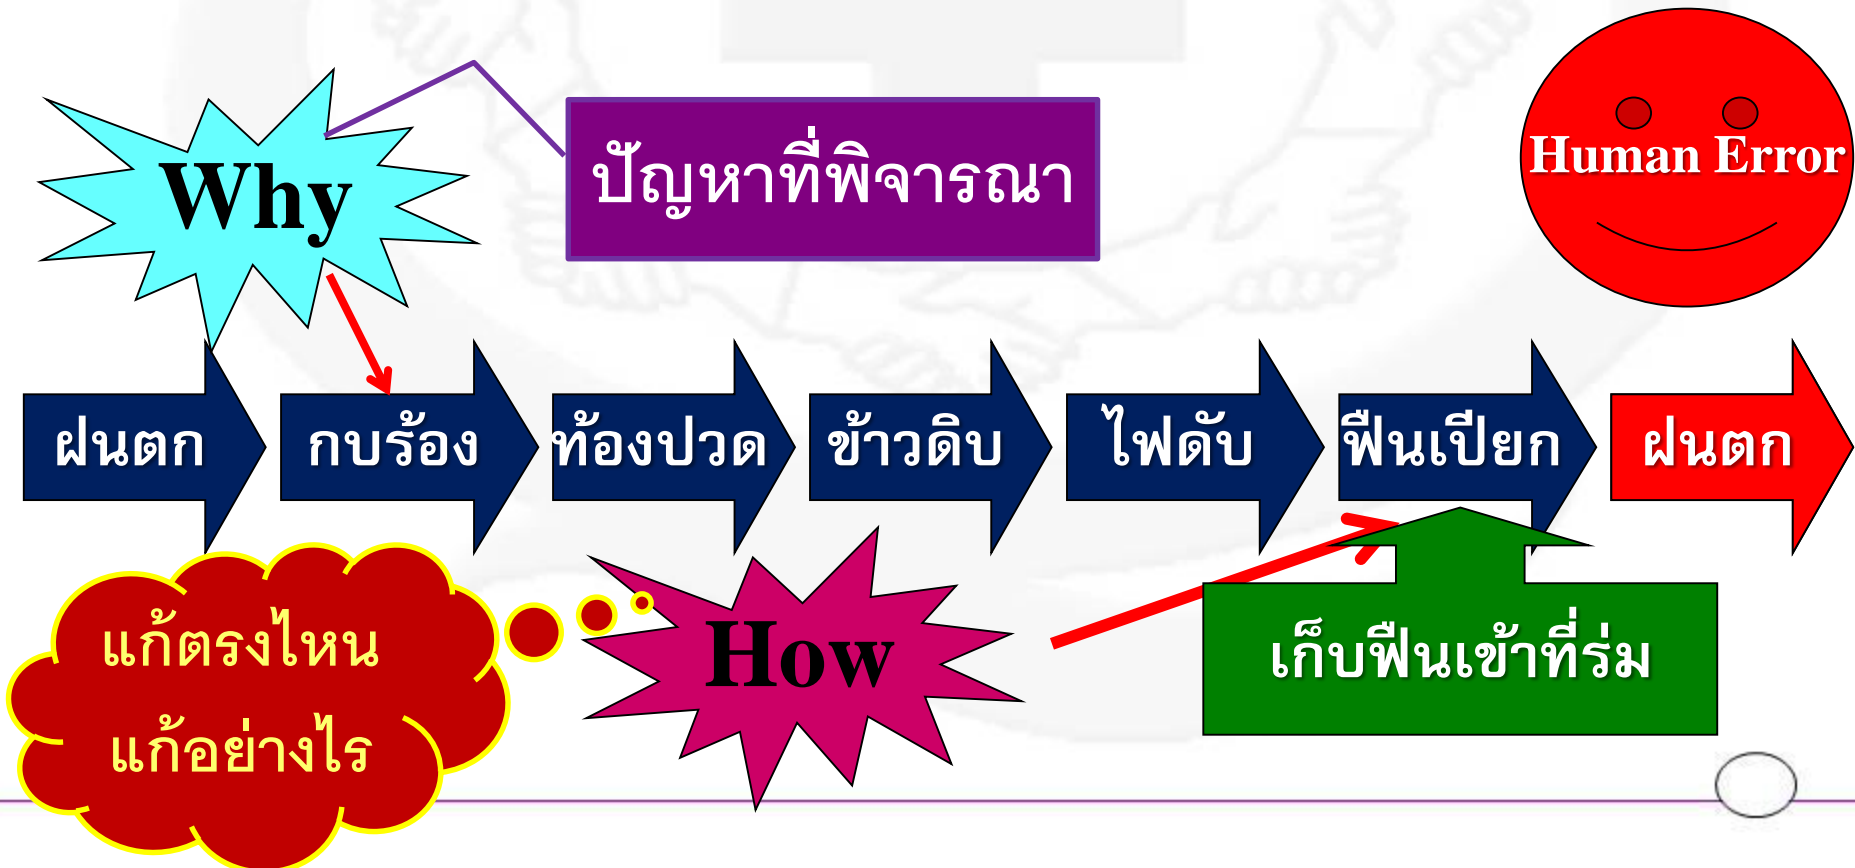 Why
ปัญหาที่พิจารณา
Human Error
ฝนตก
กบร้อง
ท้องปวด
ข้าวดิบ
ไฟดับ
ฟืนเปียก
ฝนตก
แก้ตรงไหน
แก้อย่างไร
How
เก็บฟืนเข้าที่ร่ม